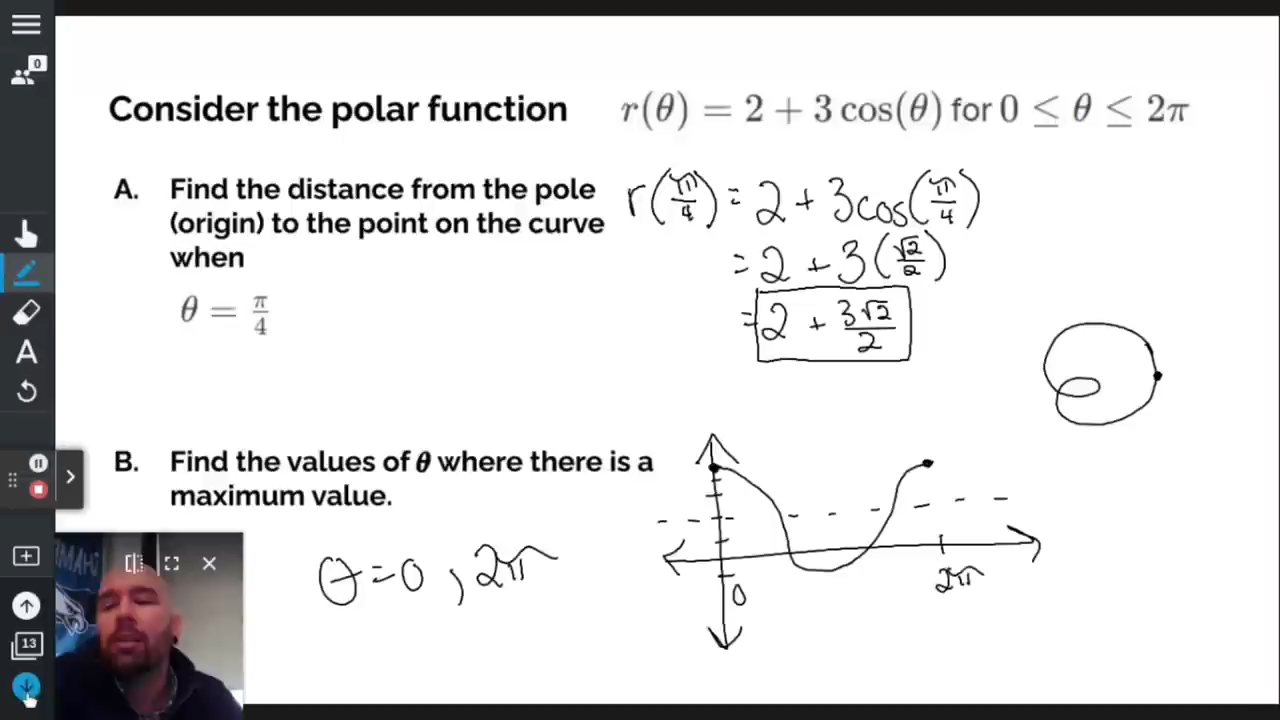 0
Consider the polar function r(θ) = 2 + 3 cos(θ) for 0 ≤ θ ≤ 2π
A. Find the distance from the pole
(origin) to the point on the curve
when
θ = π/4
r(π/4) = 2 + 3cos(π/4)
= 2 + 3(√2/2)
= 2 + 3√2/2
A
B. Find the values of θ where there is a
maximum value.
θ = 0, 2π
0
2π
13